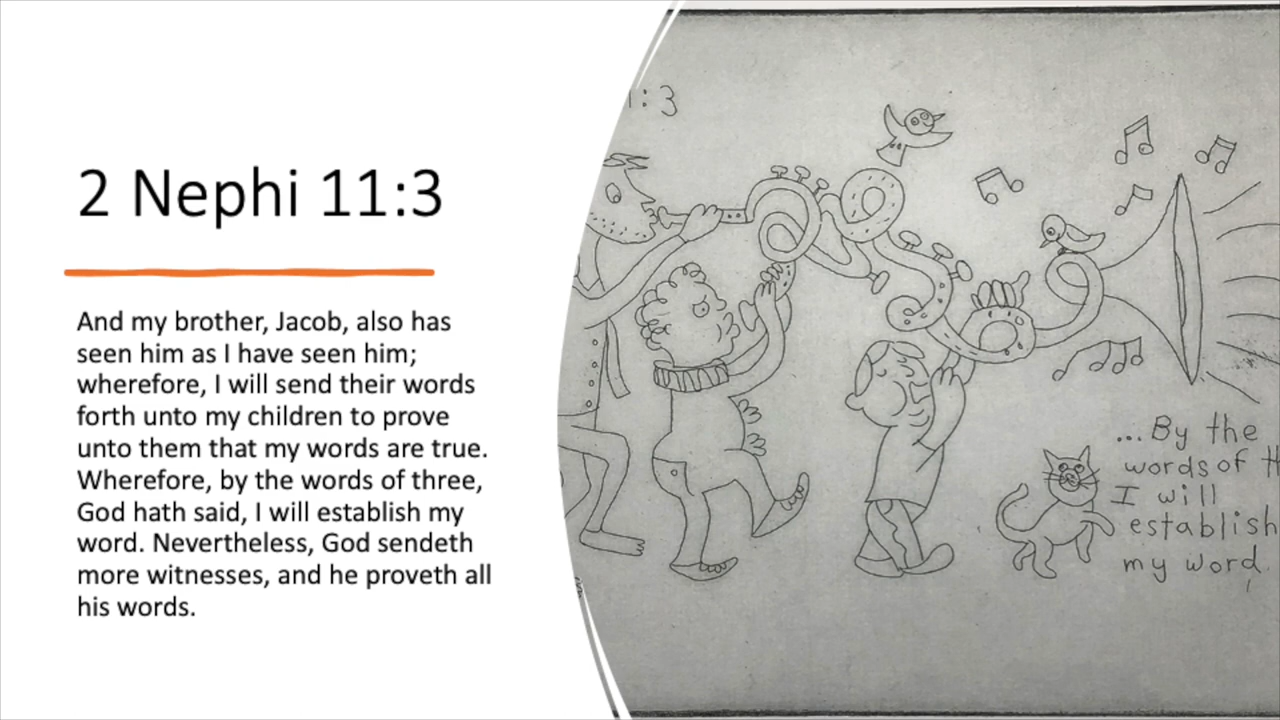 2 Nephi 11:3
And my brother, Jacob, also has
seen him as I have seen him;
wherefore, I will send their words
forth unto my children to prove
unto them that my words are true.
Wherefore, by the words of three,
God hath said, I will establish my
word. Nevertheless, God sendeth
more witnesses, and he proveth all
his words.
1:3
...By the
words of
I will
establish
my word.